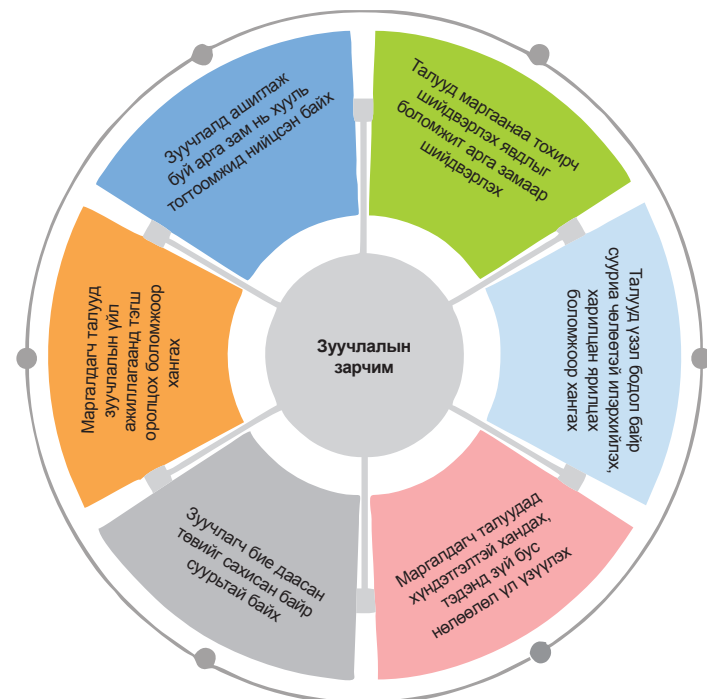 Зуучлалын
зарчим
Талууд маргаанаа тохирч
шийдвэрлэх явдлыг
боломжит арга замаар
шийдвэрлэх
Талууд үзэл бодол байр
сууриа чөлөөтэй илэрхийлэх,
харилцан ярилцах
боломжоор хангах
Маргалдагч талуудад
хүндэтгэлтэй хандах,
тэдэнд зүй бус
нөлөөлөл үл үзүүлэх
Зуучлагч бие даасан
төвийг сахисан байр
суурьтай байх
Маргалдагч талууд
зуучлалын үйл
ажиллагаанд тэгш
оролцох боломжоор
хангах
Зуучлалд ашиглаж
буй арга зам нь хууль
тогтоомжид нийцсэн байх